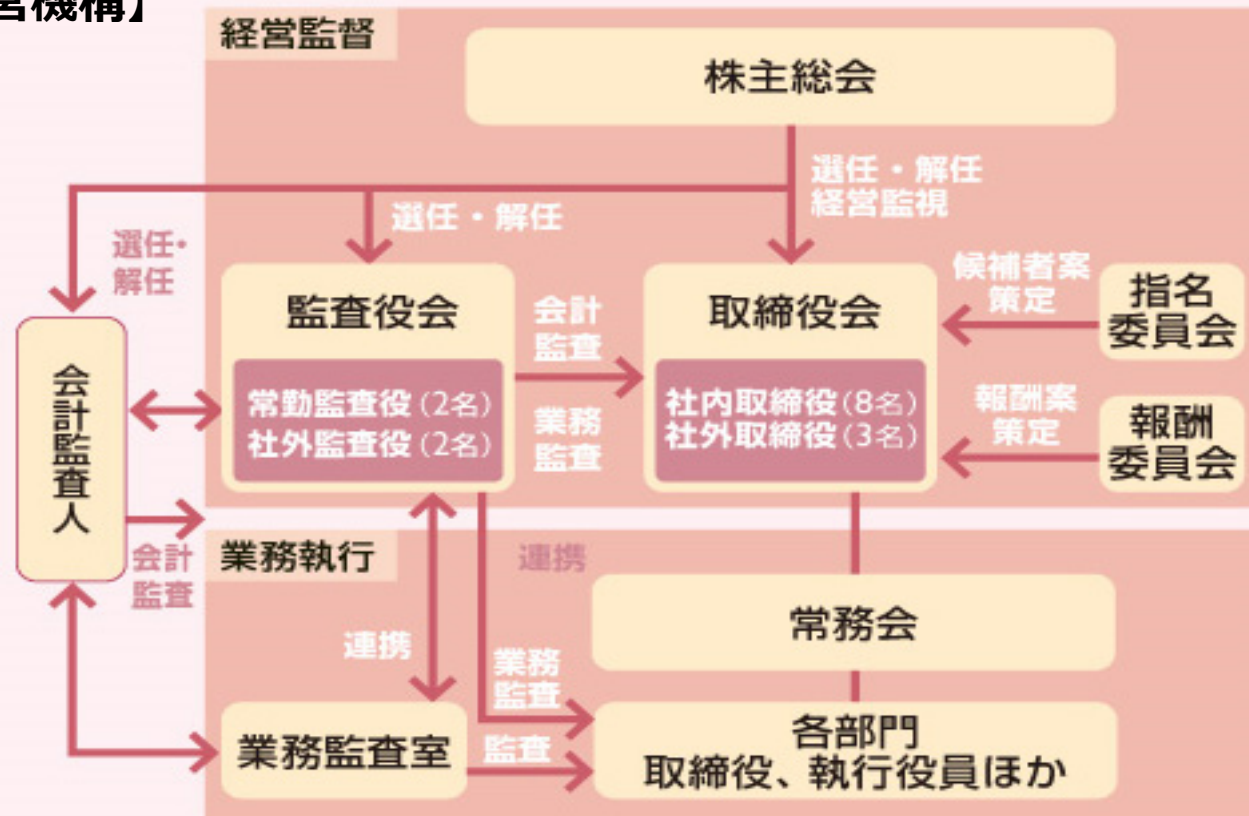 営機構】
経営監督
株主総会
選任・解任
経営監視
選任・解任
選任・
解任
監査役会
常勤監査役(2名)
社外監査役(2名)
会計
監査
業務
監査
取締役会
社内取締役(8名)
社外取締役(3名)
候補者案
策定
指名
委員会
報酬案
策定
報酬
委員会
会計監査人
会計
監査
業務執行
連携
常務会
連携
業務
監査
業務監査室
監査
各部門
取締役、執行役員ほか